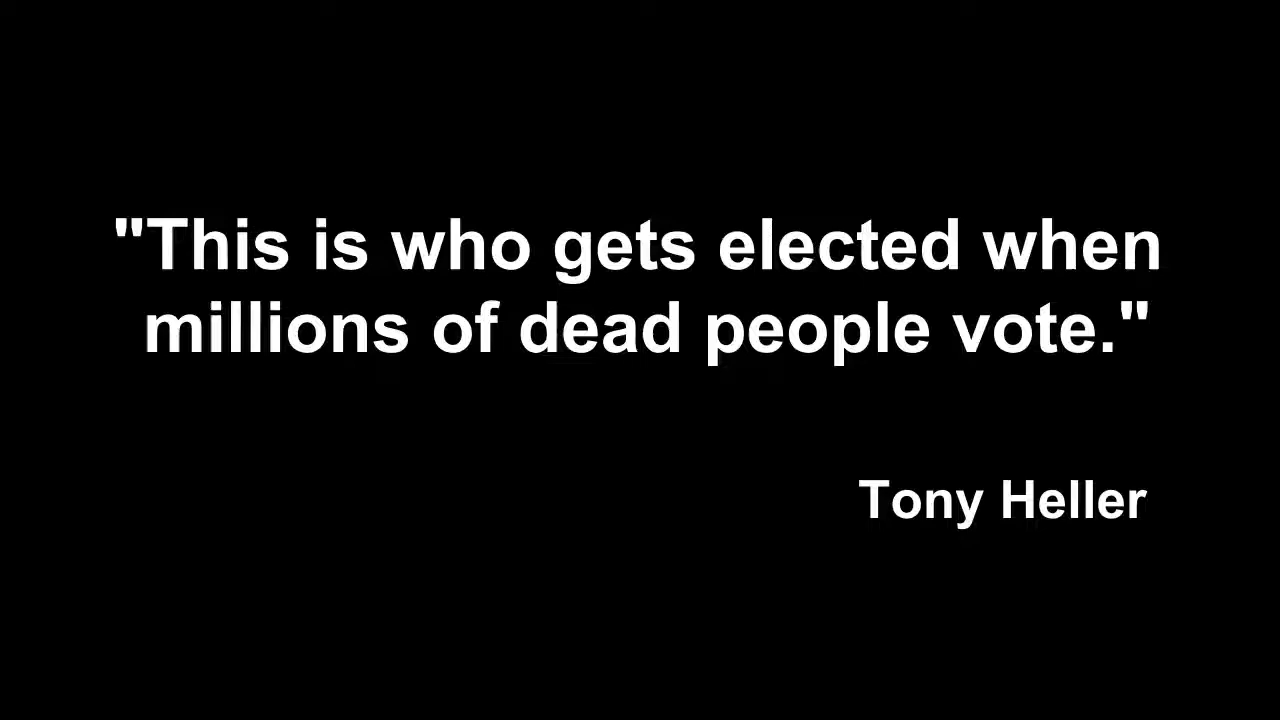 "This is who gets elected when
millions of dead people vote."
Tony Heller